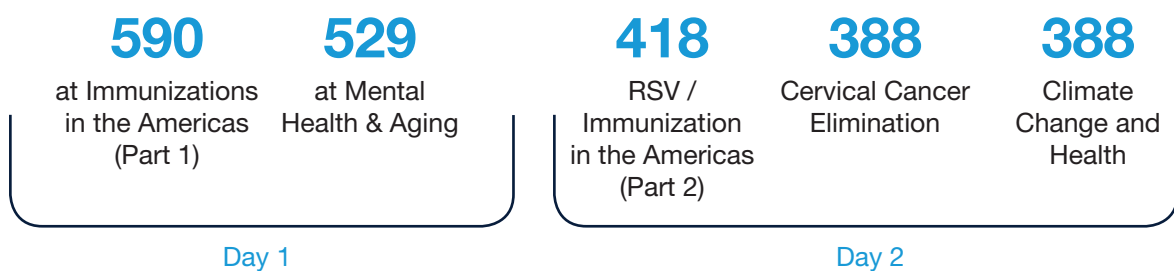 590
at Immunizations
in the Americas
(Part 1)
529
at Mental
Health & Aging
418
RSV /
Immunization
in the Americas
(Part 2)
388
Cervical Cancer
Elimination
388
Climate
Change and
Health
Day 1
Day 2